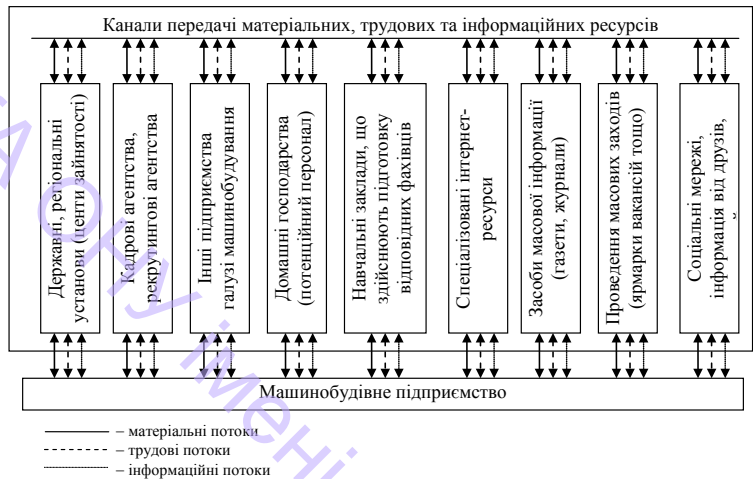 Канали передачі матеріальних, трудових та інформаційних ресурсів
Державні, регіональні
установи (центи зайнятості)
Кадрові агентства,
рекрутингові агентства
Інші підприємства
галузі машинобудування
Домашні господарства
(потенційний персонал)
Навчальні заклади, що
здійснюють підготовку
відповідних фахівців
Спеціалізовані інтернет-
ресурси
Засоби масової інформації
(газети, журнали)
Проведення масових заходів
(ярмарки вакансій тощо)
Соціальні мережі,
інформація від друзів,
Машинобудівне підприємство
– матеріальні потоки
– трудові потоки
– інформаційні потоки
ОНУ імені